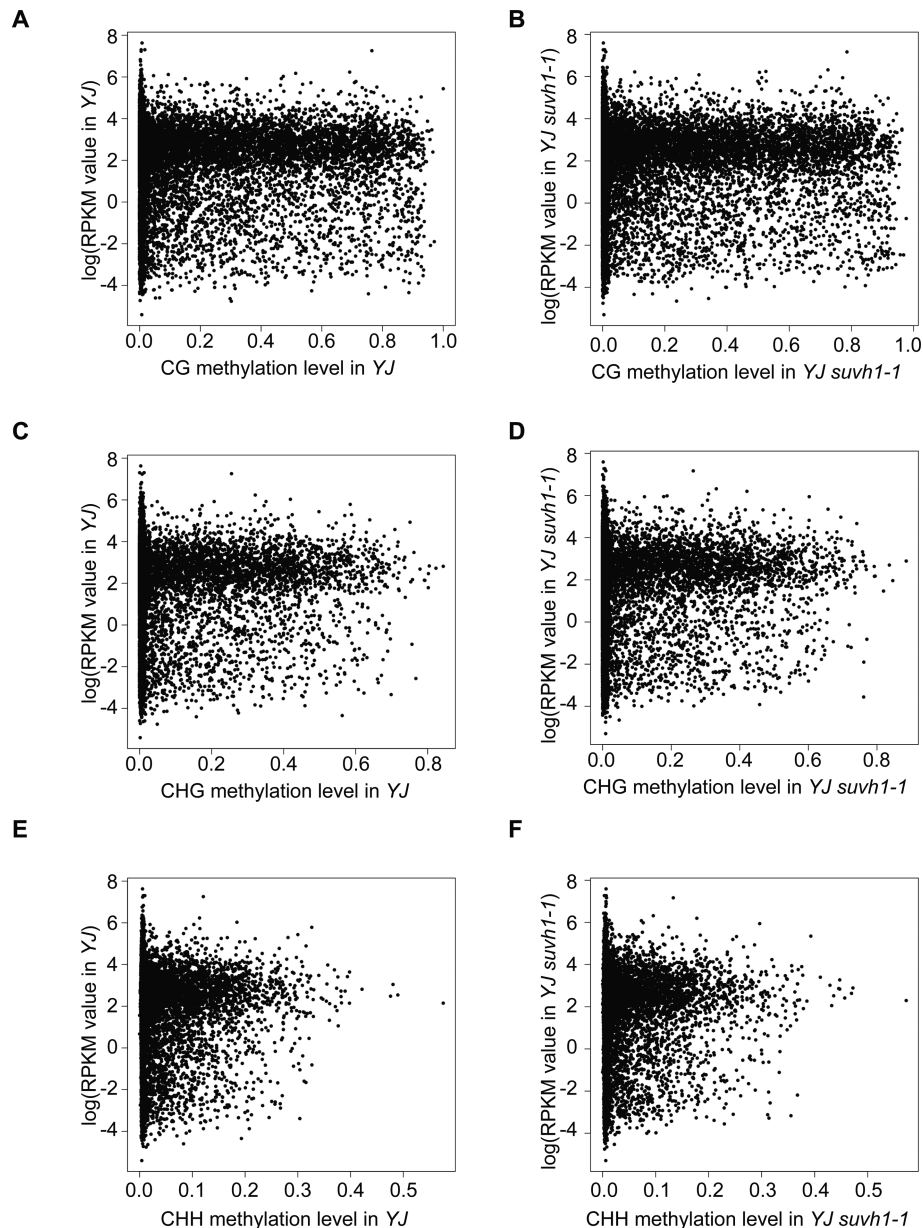 A
8
6
4
2
0
-2
-4
log(RPKM value in YJ)
0.0 0.2 0.4 0.6 0.8 1.0
CG methylation level in YJ
B
8
6
4
2
0
-2
-4
log(RPKM value in YJ suvh1-1)
0.0 0.2 0.4 0.6 0.8 1.0
CG methylation level in YJ suvh1-1
C
8
6
4
2
0
-2
-4
log(RPKM value in YJ)
0.0 0.2 0.4 0.6 0.8
CHG methylation level in YJ
D
8
6
4
2
0
-2
-4
log(RPKM value in YJ suvh1-1)
0.0 0.2 0.4 0.6 0.8
CHG methylation level in YJ suvh1-1
E
8
6
4
2
0
-2
-4
log(RPKM value in YJ)
0.0 0.1 0.2 0.3 0.4 0.5
CHH methylation level in YJ
F
8
6
4
2
0
-2
-4
log(RPKM value in YJ suvh1-1)
0.0 0.1 0.2 0.3 0.4 0.5
CHH methylation level in YJ suvh1-1